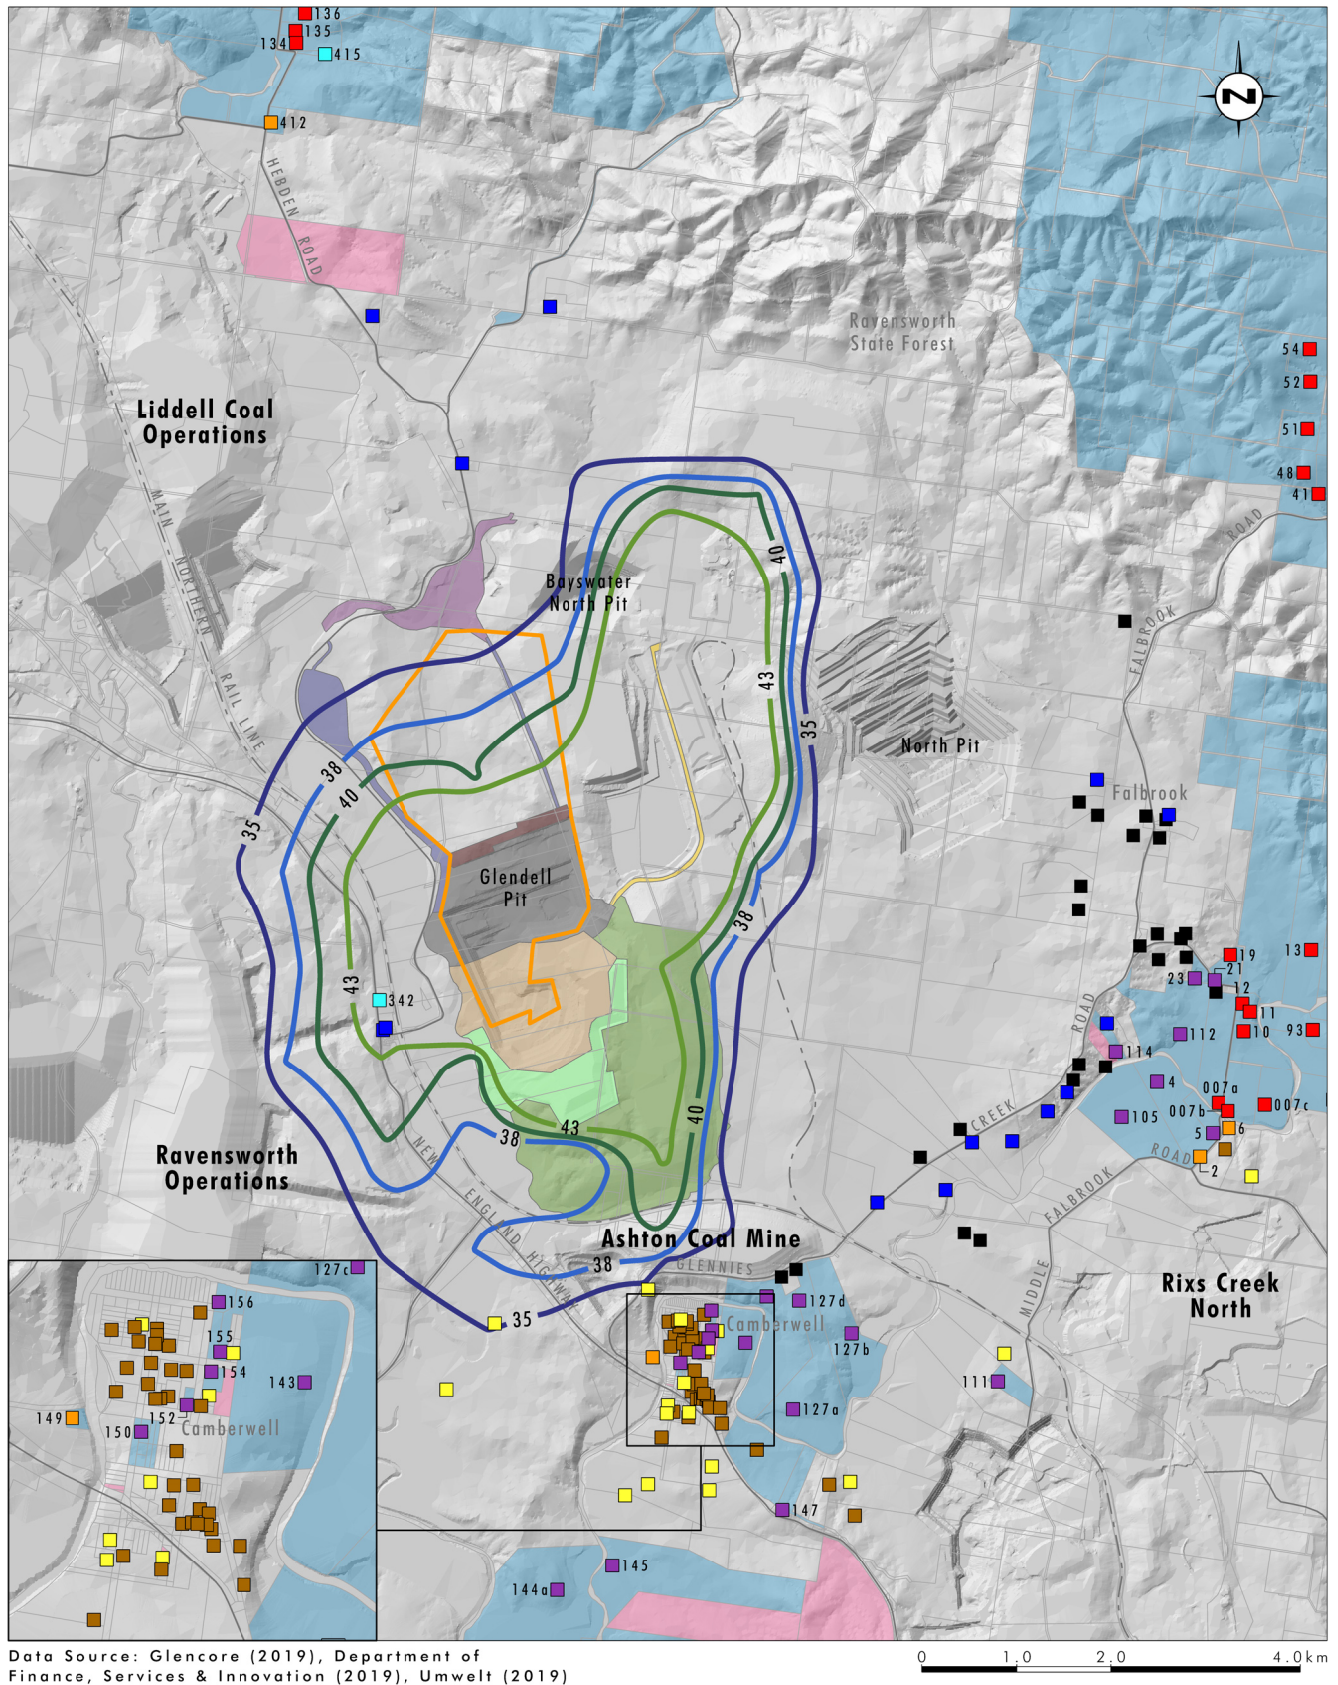 136
135
134
415
412
N
HEBDEN ROAD
Ravensworth
State Forest
54
52
51
48
41
Liddell Coal
Operations
MAIN NORTHERN RAIL LINE
FALBROOK ROAD
40
Bayswater
North Pit
43
35
North Pit
38
40
35
Falbrook
Glendell
Pit
38
43
342
19
13
21
23
12
11
10
93
ROAD
112
114
4
007a
007b
007c
105
6
5
2
CREEK
ROAD
FALBROOK
40
43
38
NEW ENGLAND HIGHWAY
Ravensworth
Operations
Ashton Coal Mine
38
GLENNIES
35
MIDDLE
Rixs Creek
North
127d
Camberwell
127b
111
127a
147
145
144a
127c
156
155
154
143
152
149
150
Camberwell
Data Source: Glencore (2019), Department of
Finance, Services & Innovation (2019), Umwelt (2019)
0 1.0 2.0 4.0km